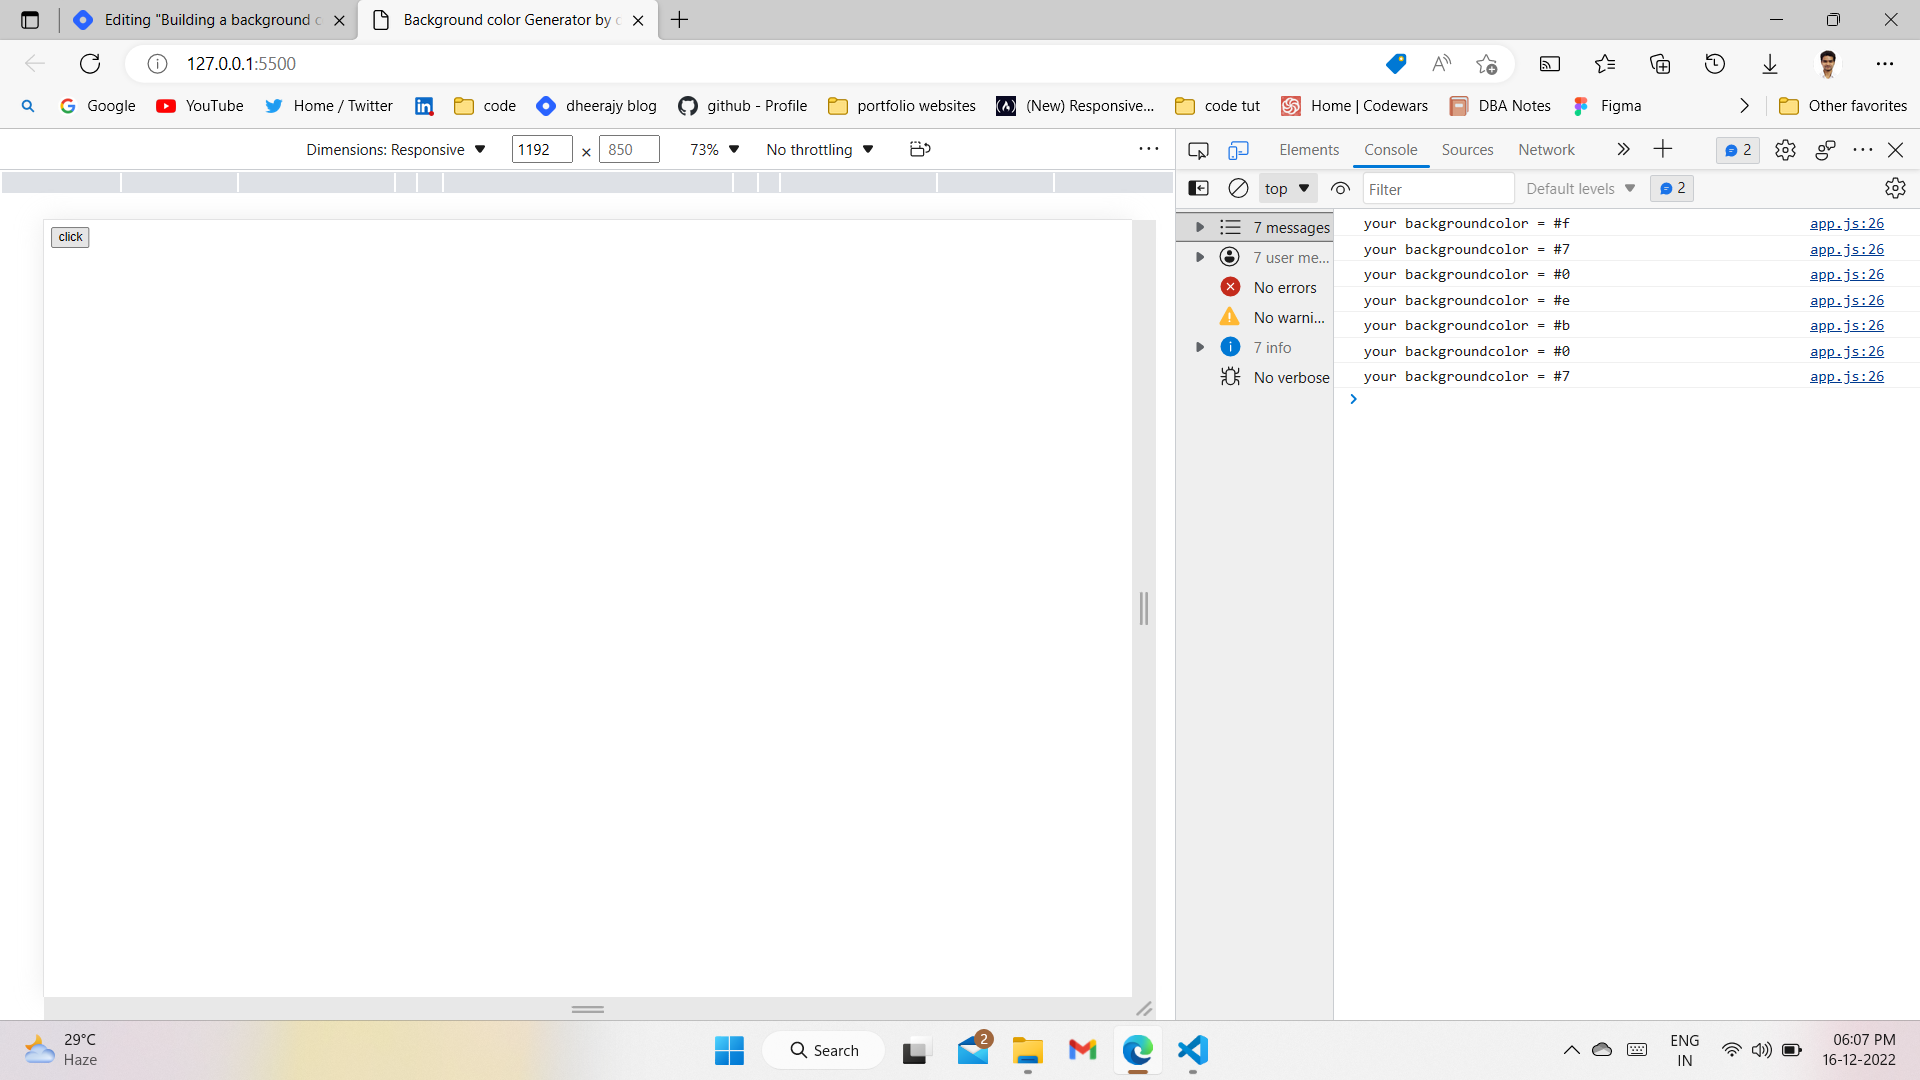 Editing "Building a background c
Background color Generator by c
127.0.0.1:5500
Google
YouTube
Home / Twitter
code
dheerajy blog
github - Profile
portfolio websites
(New) Responsive...
code tut
Home | Codewars
DBA Notes
Figma
Other favorites
Dimensions: Responsive
1192 × 850
73%
No throttling
Elements
Console
Sources
Network
2
top
Filter
Default levels
2
click
7 messages
7 user me...
No errors
No warni...
7 info
No verbose
your backgroundcolor = #f app.js:26
your backgroundcolor = #7 app.js:26
your backgroundcolor = #0 app.js:26
your backgroundcolor = #e app.js:26
your backgroundcolor = #b app.js:26
your backgroundcolor = #0 app.js:26
your backgroundcolor = #7 app.js:26
29°C
Haze
Search
2
ENG
IN
06:07 PM
16-12-2022